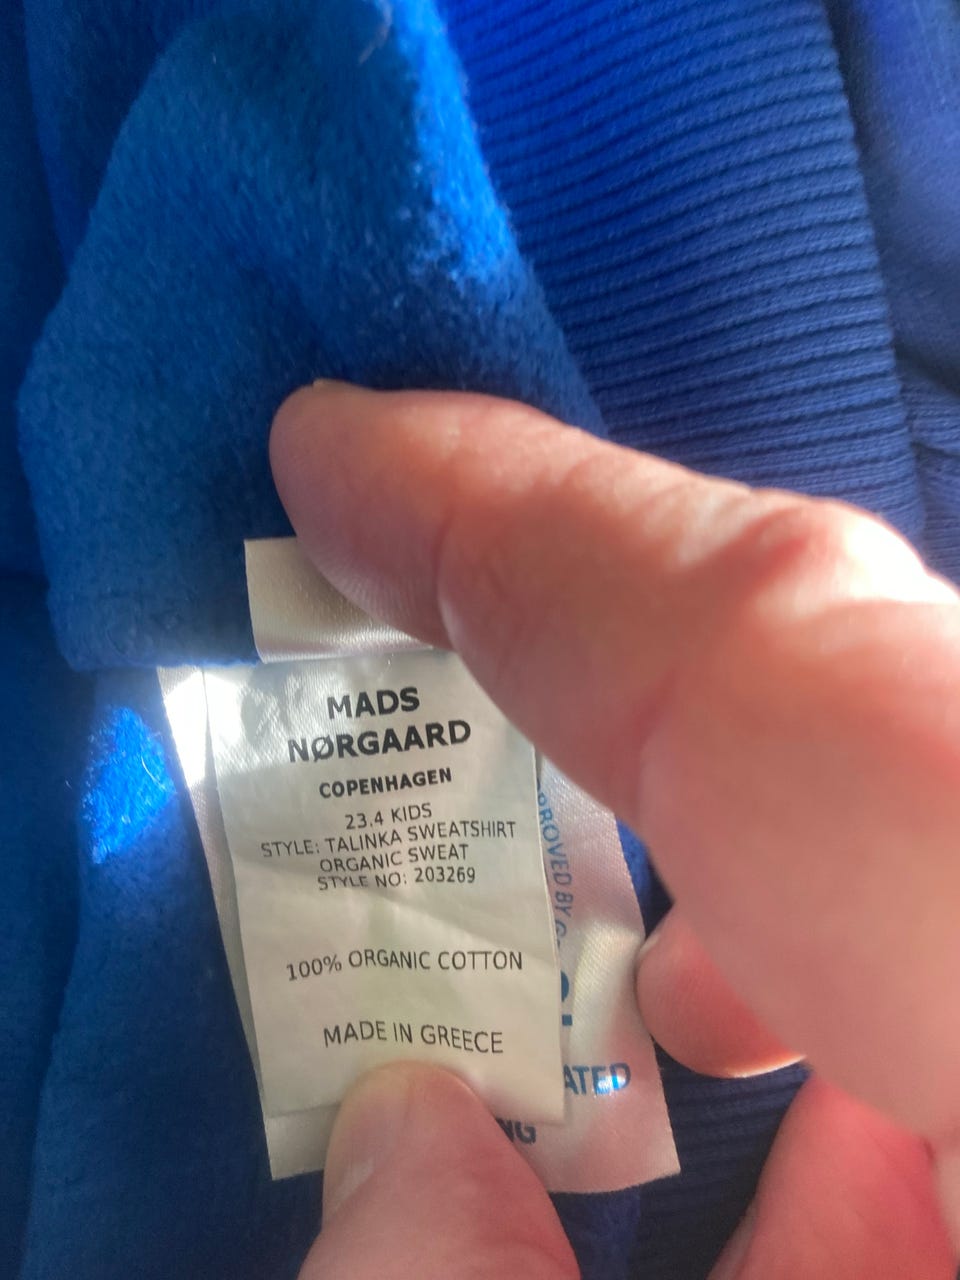 MADS
NØRGAARD
COPENHAGEN
23.4 KIDS
STYLE: TALINKA SWEATSHIRT
ORGANIC SWEAT
STYLE NO: 203269
100% ORGANIC COTTON
MADE IN GREECE
BY